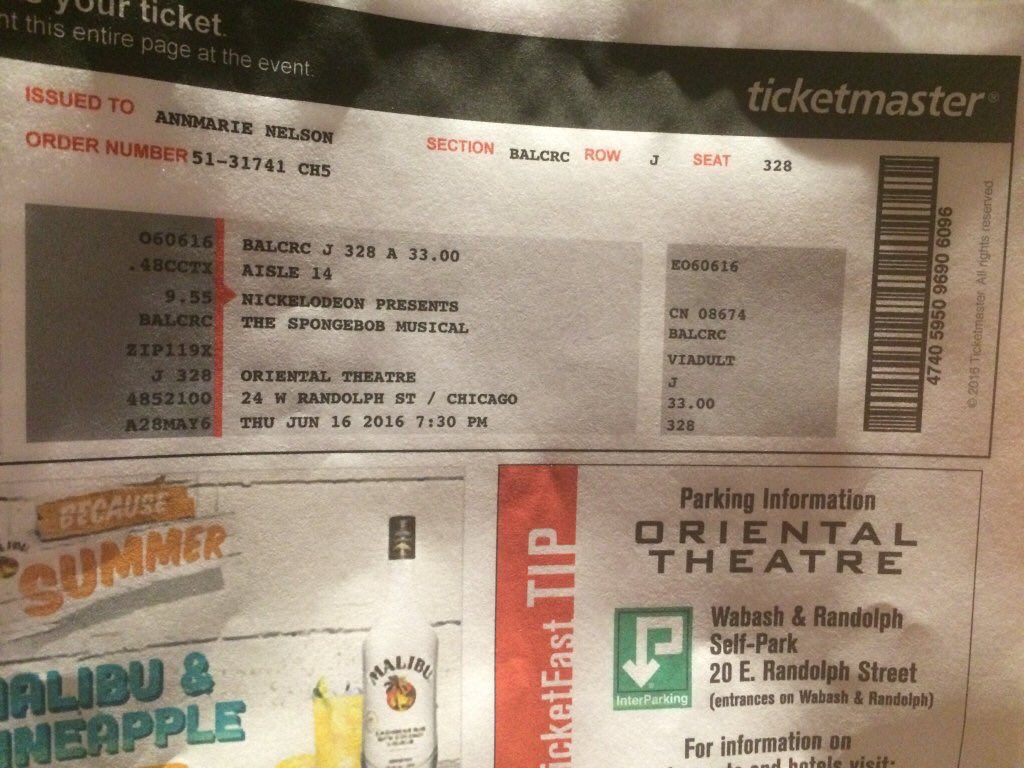 your ticket.
nt this entire page at the event.
ticketmaster®
ISSUED TO ANNMARIE NELSON
ORDER NUMBER 51-31741 CH5
SECTION BALCRC ROW J SEAT 328
O60616
.48CCTX
9.55
BALCRC
ZIP119X
J 328
4852100
A28MAY6
BALCRC J 328 A 33.00
AISLE 14
NICKELODEON PRESENTS
THE SPONGEBOB MUSICAL
ORIENTAL THEATRE
24 W RANDOLPH ST / CHICAGO
THU JUN 16 2016 7:30 PM
EO60616
CN 08674
BALCRC
VIADULT
J
33.00
328
4740 5950 9690 6096
© 2016 Ticketmaster. All rights reserved.
BECAUSE
SUMMER
MALIBU &
INEAPPLE
MALIBU
icketFast TIP
Parking Information
ORIENTAL
THEATRE
InterParking
Wabash & Randolph
Self-Park
20 E. Randolph Street
(entrances on Wabash & Randolph)
For information on
and hotels visit: